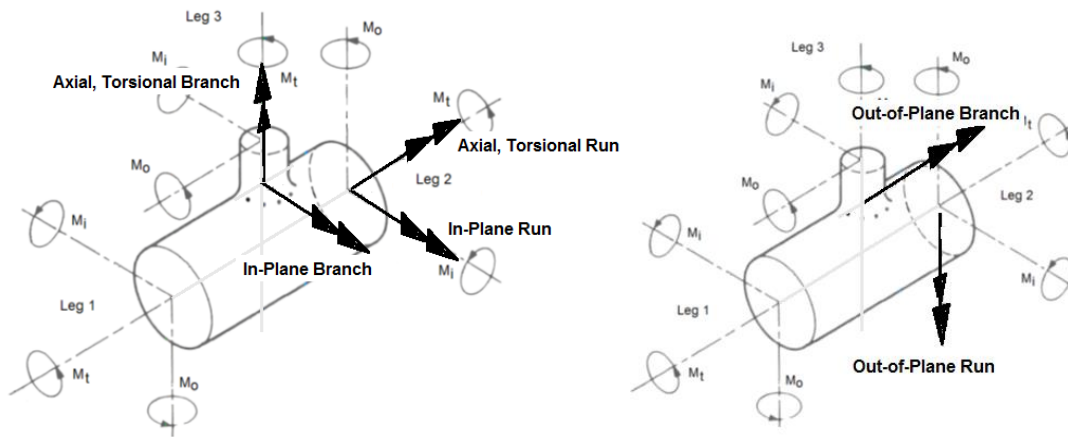 Leg 3
Mo
Mi
Axial, Torsional Branch
Mt
Mt
Axial, Torsional Run
Mo
Leg 2
Mi
In-Plane Run
In-Plane Branch
Mi
Leg 1
Mt
Mo
Leg 3
Mo
Mi
Out-of-Plane Branch
Mo
Leg 2
Mi
Mi
Leg 1
Mt
Mo
Out-of-Plane Run